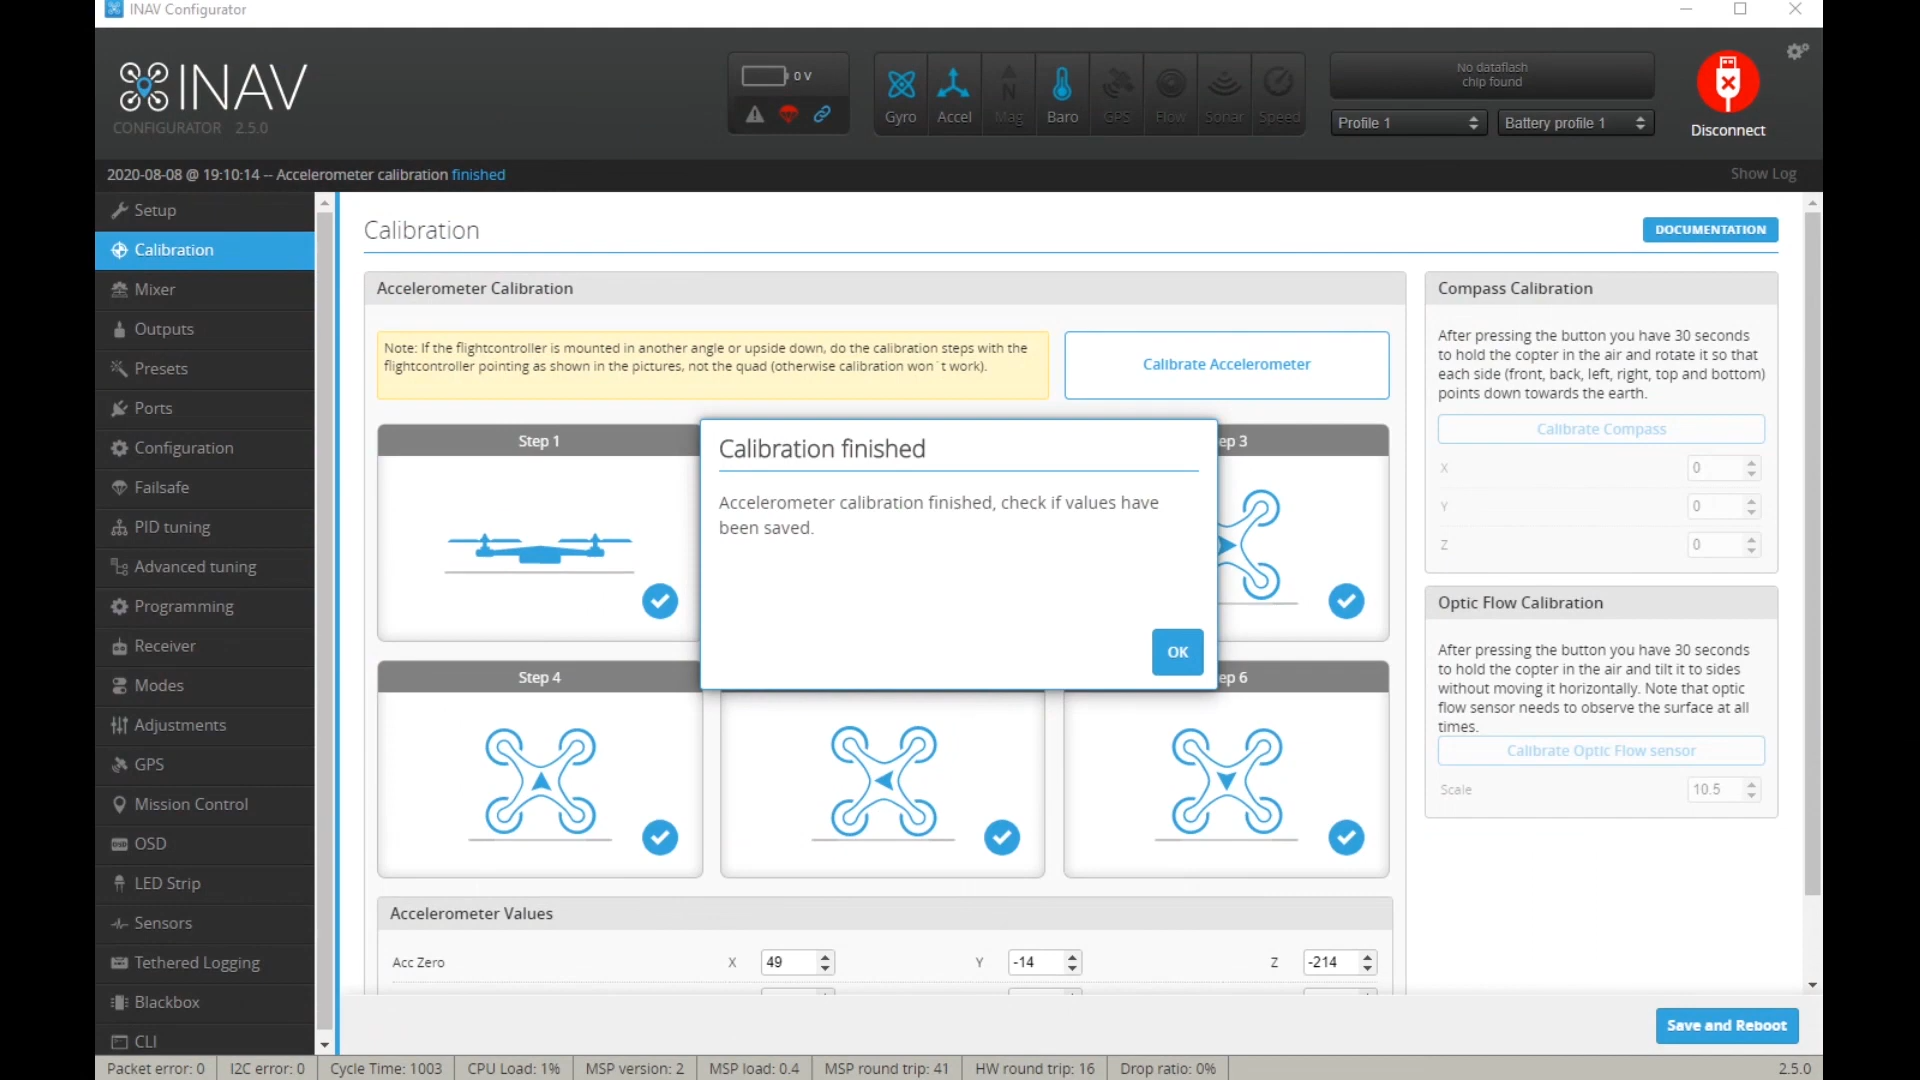 INAV Configurator
INAV
CONFIGURATOR 2.5.0
0 V
Gyro
Accel
Mag
Baro
GPS
Flow
Sonar
Speed
No dataflash
chip found
Profile 1
Battery profile 1
Disconnect
2020-08-08 @ 19:10:14 -- Accelerometer calibration finished
Show Log
Setup
Calibration
Mixer
Outputs
Presets
Ports
Configuration
Failsafe
PID tuning
Advanced tuning
Programming
Receiver
Modes
Adjustments
GPS
Mission Control
OSD
LED Strip
Sensors
Tethered Logging
Blackbox
CLI
Calibration
DOCUMENTATION
Accelerometer Calibration
Note: If the flightcontroller is mounted in another angle or upside down, do the calibration steps with the
flightcontroller pointing as shown in the pictures, not the quad (otherwise calibration won`t work).
Calibrate Accelerometer
Step 1
ep 3
Calibration finished
Accelerometer calibration finished, check if values have
been saved.
OK
Step 4
ep 6
Accelerometer Values
Acc Zero
X
49
Y
-14
Z
-214
Compass Calibration
After pressing the button you have 30 seconds
to hold the copter in the air and rotate it so that
each side (front, back, left, right, top and bottom)
points down towards the earth.
Calibrate Compass
X
0
Y
0
Z
0
Optic Flow Calibration
After pressing the button you have 30 seconds
to hold the copter in the air and tilt it to sides
without moving it horizontally. Note that optic
flow sensor needs to observe the surface at all
times.
Calibrate Optic Flow sensor
Scale
10.5
Save and Reboot
Packet error: 0
I2C error: 0
Cycle Time: 1003
CPU Load: 1%
MSP version: 2
MSP load: 0.4
MSP round trip: 41
HW round trip: 16
Drop ratio: 0%
2.5.0